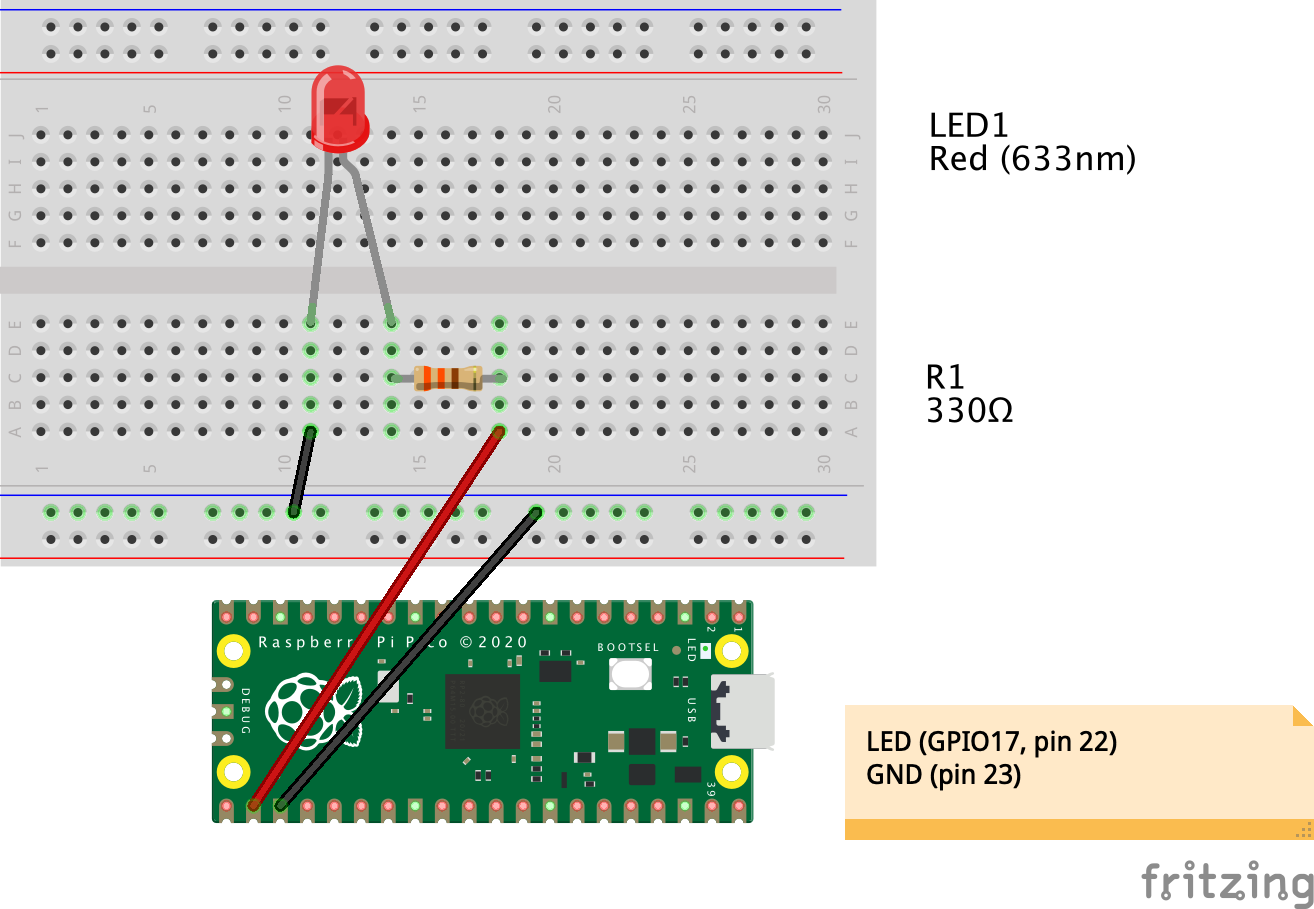 1 5 10 15 20 25 30
J J
I I
H H
G G
F F
E E
D D
C C
B B
A A
1 5 10 15 20 25 30
LED1
Red (633nm)
R1
330Ω
Raspberry Pi Pico ©2020
BOOTSEL
LED
2
1
DEBUG
USB
39
LED (GPIO17, pin 22)
GND (pin 23)
fritzing